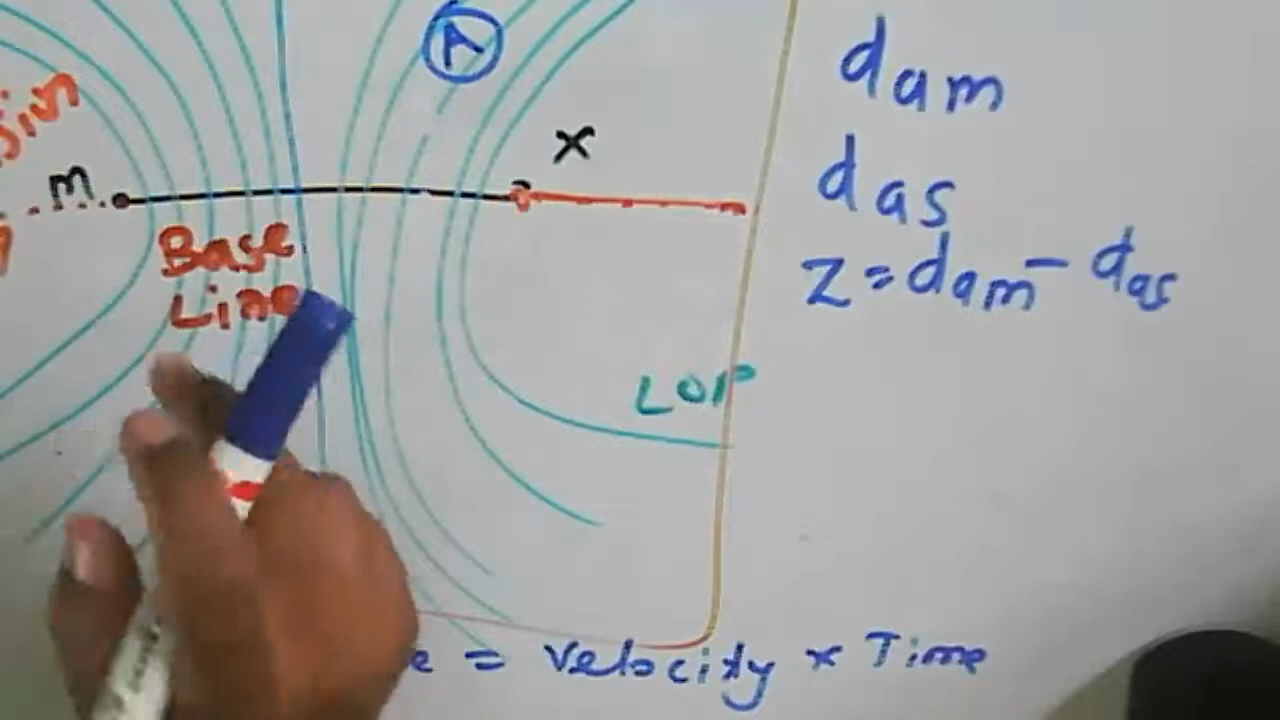 A
dam
x
m
das
Base
Line
z = dam - das
LOP
= velocity x Time